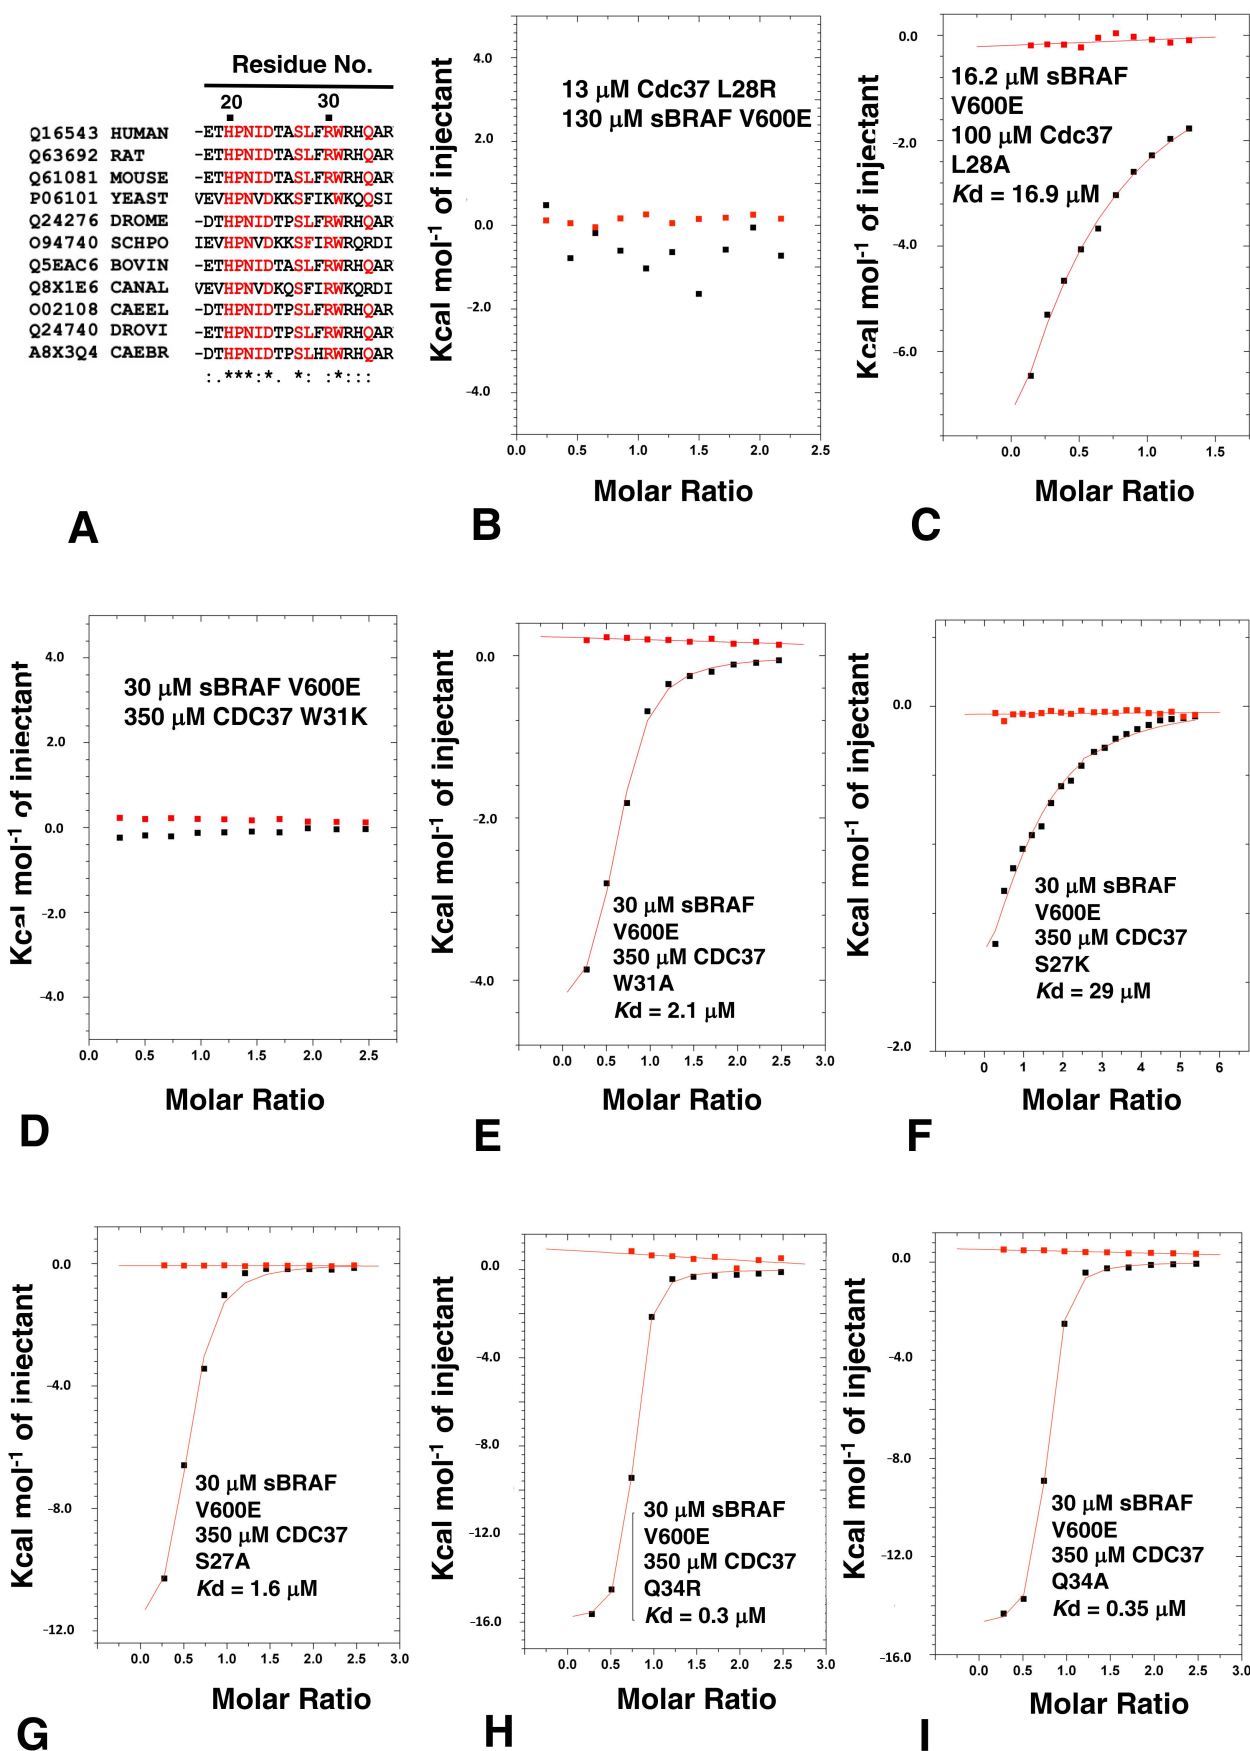 Residue No.
20 30
Q16543 HUMAN -ETHPNIDTASLFRWRHQAR
Q63692 RAT -ETHPNIDTASLFRWRHQAR
Q61081 MOUSE -ETHPNIDTASLFRWRHQAR
P06101 YEAST VEVHPNVDKKSFIKWKQQSI
Q24276 DROME -DTHPNIDTPSLFRWRHQAR
O94740 SCHPO IEVHPNVDKKSFIRWRQRDI
Q5EAC6 BOVIN -ETHPNIDTASLFRWRHQAR
Q8X1E6 CANAL VEVHPNVDKQSFIRWKQRDI
O02108 CAEEL -DTHPNIDTPSLFRWRHQAR
Q24740 DROVI -ETHPNIDTASLFRWRHQAR
A8X3Q4 CAEBR -DTHPNIDTPSLHRWRHQAR
:.***:*. *: :*:::
A
Kcal mol⁻¹ of injectant
4.0
2.0
0.0
-2.0
-4.0
13 µM Cdc37 L28R
130 µM sBRAF V600E
0.0 0.5 1.0 1.5 2.0 2.5
Molar Ratio
B
Kcal mol⁻¹ of injectant
0.0
-2.0
-4.0
-6.0
16.2 µM sBRAF
V600E
100 µM Cdc37
L28A
Kd = 16.9 µM
0.0 0.5 1.0 1.5
Molar Ratio
C
Kcal mol⁻¹ of injectant
4.0
2.0
0.0
-2.0
-4.0
30 µM sBRAF V600E
350 µM CDC37 W31K
0.0 0.5 1.0 1.5 2.0 2.5
Molar Ratio
D
Kcal mol⁻¹ of injectant
0.0
-2.0
-4.0
30 µM sBRAF
V600E
350 µM CDC37
W31A
Kd = 2.1 µM
0.0 0.5 1.0 1.5 2.0 2.5 3.0
Molar Ratio
E
Kcal mol⁻¹ of injectant
0.0
-2.0
30 µM sBRAF
V600E
350 µM CDC37
S27K
Kd = 29 µM
0 1 2 3 4 5 6
Molar Ratio
F
Kcal mol⁻¹ of injectant
0.0
-4.0
-8.0
-12.0
30 µM sBRAF
V600E
350 µM CDC37
S27A
Kd = 1.6 µM
0.0 0.5 1.0 1.5 2.0 2.5 3.0
Molar Ratio
G
Kcal mol⁻¹ of injectant
0.0
-4.0
-8.0
-12.0
-16.0
30 µM sBRAF
V600E
350 µM CDC37
Q34R
Kd = 0.3 µM
0.0 0.5 1.0 1.5 2.0 2.5 3.0
Molar Ratio
H
Kcal mol⁻¹ of injectant
0.0
-4.0
-8.0
-12.0
-16.0
30 µM sBRAF
V600E
350 µM CDC37
Q34A
Kd = 0.35 µM
0.0 0.5 1.0 1.5 2.0 2.5 3.0
Molar Ratio
I